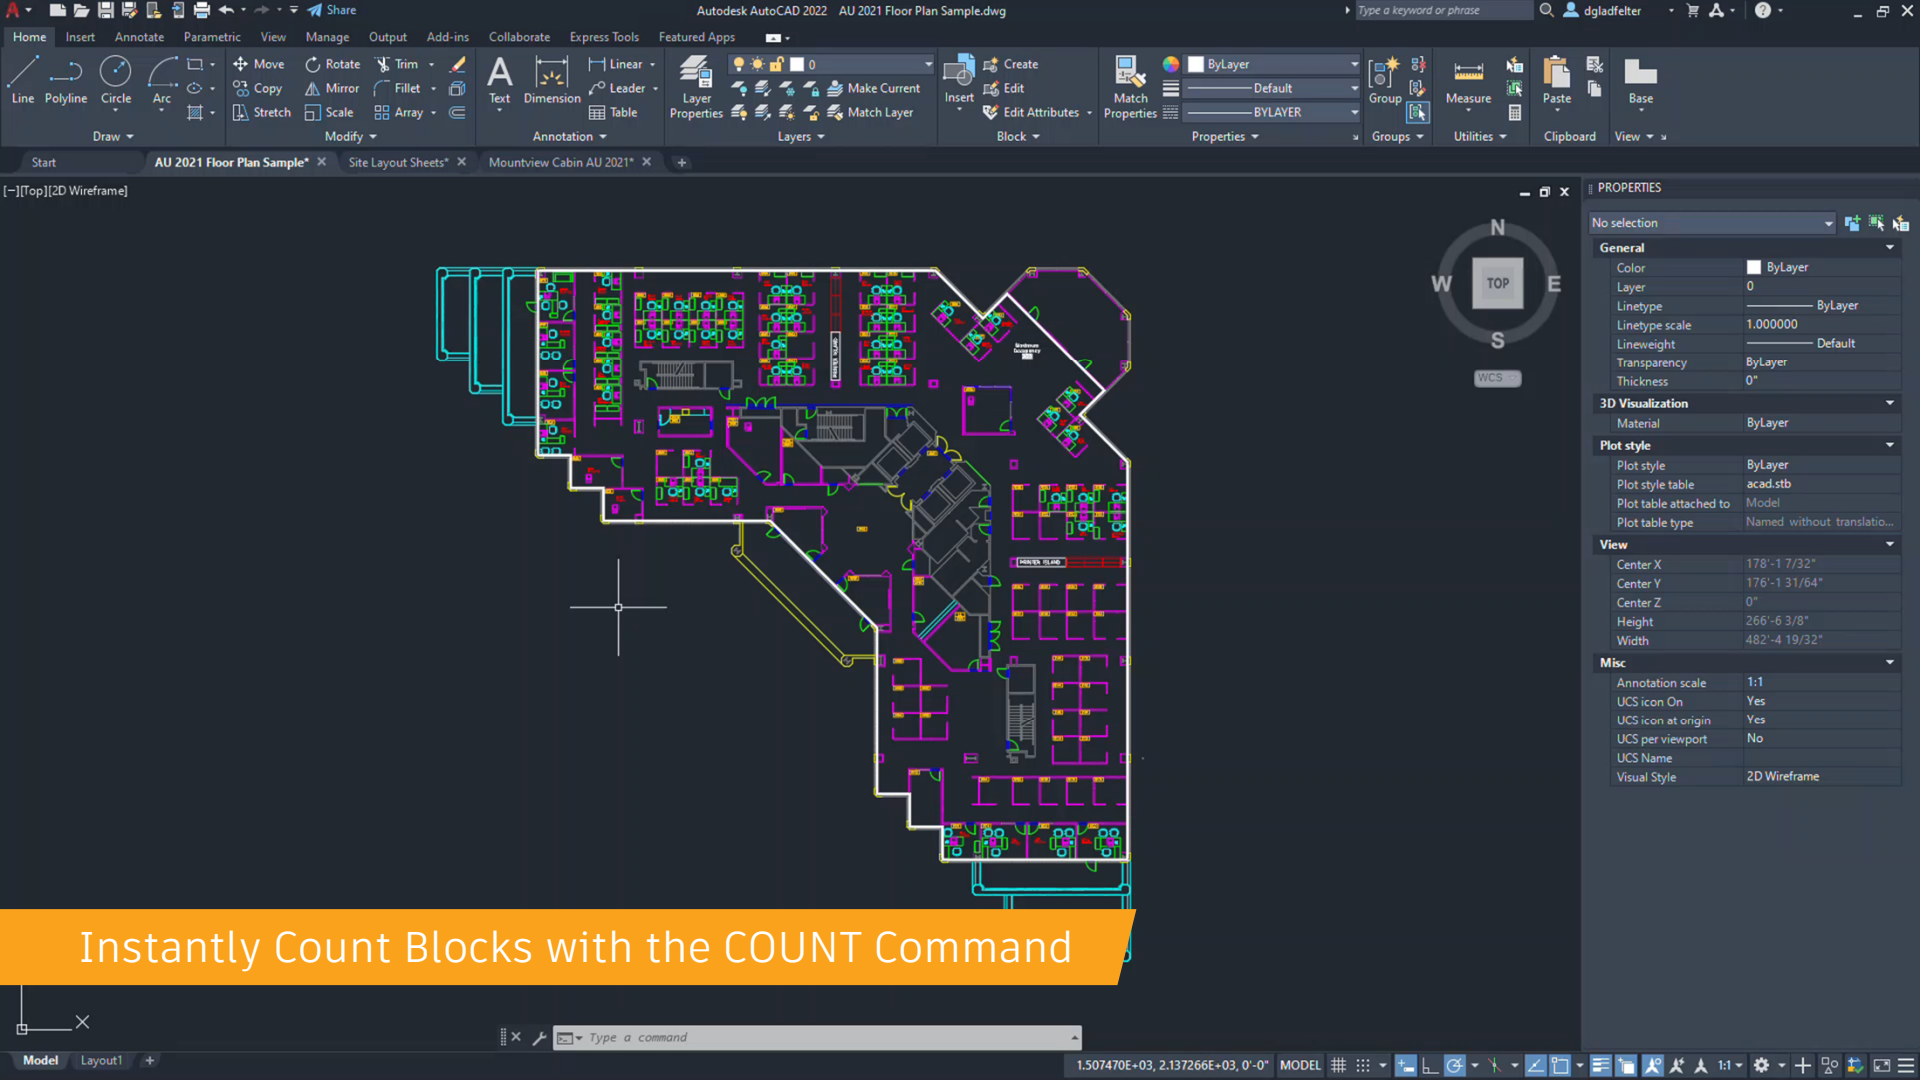 Share
Autodesk AutoCAD 2022 AU 2021 Floor Plan Sample.dwg
Type a keyword or phrase
dgladfelter
Home Insert Annotate Parametric View Manage Output Add-ins Collaborate Express Tools Featured Apps
Line Polyline Circle Arc
Draw
Move Rotate Trim
Copy Mirror Fillet
Stretch Scale Array
Modify
Text Dimension
Linear
Leader
Table
Annotation
Layer Properties
0
Make Current
Match Layer
Layers
Insert
Create
Edit
Edit Attributes
Block
Match Properties
ByLayer
Default
BYLAYER
Properties
Group
Groups
Measure
Utilities
Paste
Clipboard
Base
View
Start AU 2021 Floor Plan Sample* Site Layout Sheets* Mountview Cabin AU 2021*
[−][Top][2D Wireframe]
N
W TOP E
S
WCS
PROPERTIES
No selection
General
Color ByLayer
Layer 0
Linetype ByLayer
Linetype scale 1.000000
Lineweight Default
Transparency ByLayer
Thickness 0"
3D Visualization
Material ByLayer
Plot style
Plot style ByLayer
Plot style table acad.stb
Plot table attached to Model
Plot table type Named without translatio...
View
Center X 178'-1 7/32"
Center Y 176'-1 31/64"
Center Z 0"
Height 266'-6 3/8"
Width 482'-4 19/32"
Misc
Annotation scale 1:1
UCS icon On Yes
UCS icon at origin Yes
UCS per viewport No
UCS Name
Visual Style 2D Wireframe
Instantly Count Blocks with the COUNT Command
X
Type a command
Model Layout1
1.507470E+03, 2.137266E+03, 0'-0" MODEL 1:1